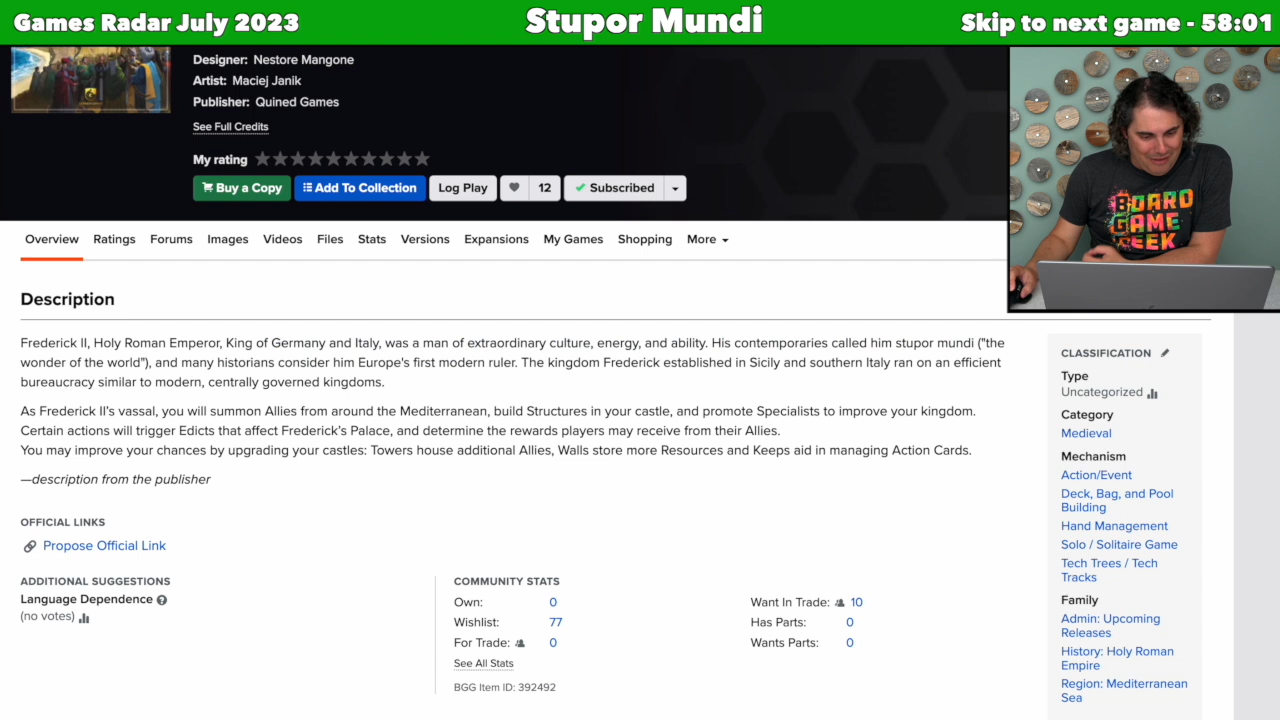 Games Radar July 2023
Stupor Mundi
Skip to next game - 58:01
Designer: Nestore Mangone
Artist: Maciej Janik
Publisher: Quined Games
See Full Credits
My rating
Buy a Copy
Add To Collection
Log Play
12
Subscribed
BOARD
GAME
GEEK
Overview
Ratings
Forums
Images
Videos
Files
Stats
Versions
Expansions
My Games
Shopping
More
Description
Frederick II, Holy Roman Emperor, King of Germany and Italy, was a man of extraordinary culture, energy, and ability. His contemporaries called him stupor mundi ("the
wonder of the world"), and many historians consider him Europe's first modern ruler. The kingdom Frederick established in Sicily and southern Italy ran on an efficient
bureaucracy similar to modern, centrally governed kingdoms.
As Frederick II's vassal, you will summon Allies from around the Mediterranean, build Structures in your castle, and promote Specialists to improve your kingdom.
Certain actions will trigger Edicts that affect Frederick's Palace, and determine the rewards players may receive from their Allies.
You may improve your chances by upgrading your castles: Towers house additional Allies, Walls store more Resources and Keeps aid in managing Action Cards.
—description from the publisher
OFFICIAL LINKS
Propose Official Link
ADDITIONAL SUGGESTIONS
Language Dependence
(no votes)
COMMUNITY STATS
Own: 0
Wishlist: 77
For Trade: 0
See All Stats
BGG Item ID: 392492
Want In Trade: 10
Has Parts: 0
Wants Parts: 0
CLASSIFICATION
Type
Uncategorized
Category
Medieval
Mechanism
Action/Event
Deck, Bag, and Pool
Building
Hand Management
Solo / Solitaire Game
Tech Trees / Tech
Tracks
Family
Admin: Upcoming
Releases
History: Holy Roman
Empire
Region: Mediterranean
Sea